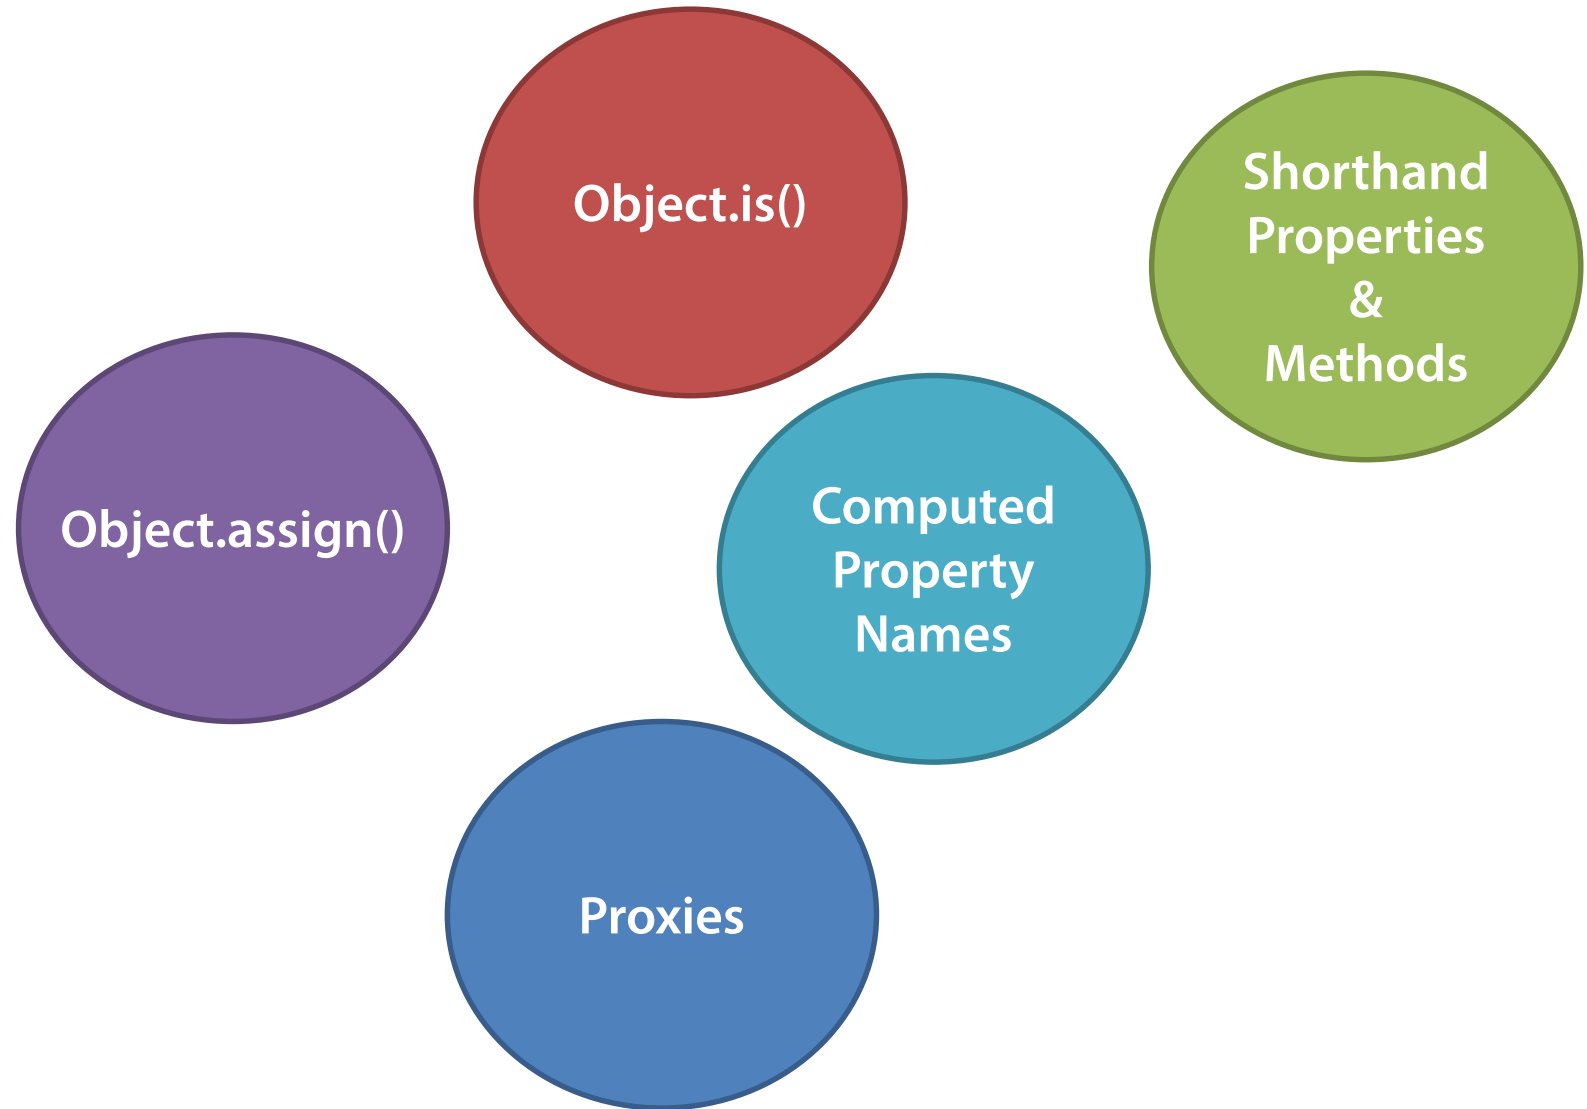 Object.is()
Shorthand
Properties
&
Methods
Object.assign()
Computed
Property
Names
Proxies